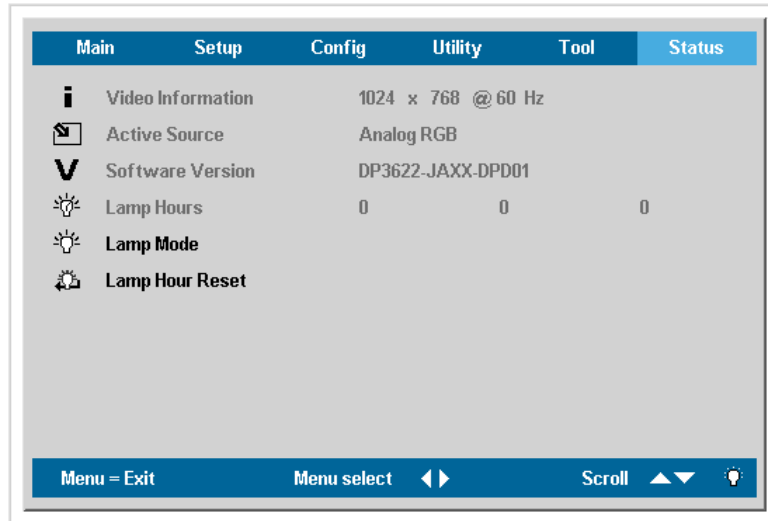 Main Setup Config Utility Tool Status
i Video Information 1024 x 768 @ 60 Hz
Active Source Analog RGB
V Software Version DP3622-JAXX-DPD01
Lamp Hours 0 0 0
Lamp Mode
Lamp Hour Reset
Menu = Exit Menu select Scroll